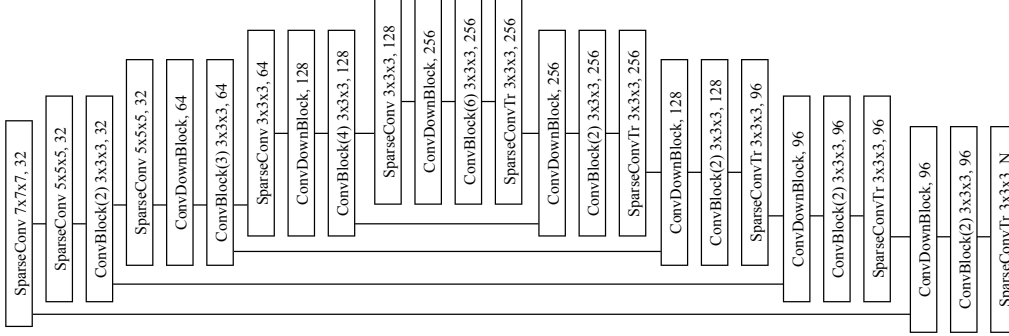 SparseConv 7x7x7, 32
SparseConv 5x5x5, 32
ConvBlock(2) 3x3x3, 32
SparseConv 5x5x5, 32
ConvDownBlock, 64
ConvBlock(3) 3x3x3, 64
SparseConv 3x3x3, 64
ConvDownBlock, 128
ConvBlock(4) 3x3x3, 128
SparseConv 3x3x3, 128
ConvDownBlock, 256
ConvBlock(6) 3x3x3, 256
SparseConvTr 3x3x3, 256
ConvDownBlock, 256
ConvBlock(2) 3x3x3, 256
SparseConvTr 3x3x3, 256
ConvDownBlock, 128
ConvBlock(2) 3x3x3, 128
SparseConvTr 3x3x3, 96
ConvDownBlock, 96
ConvBlock(2) 3x3x3, 96
SparseConvTr 3x3x3, 96
ConvDownBlock, 96
ConvBlock(2) 3x3x3, 96
SparseConvTr 3x3x3, N